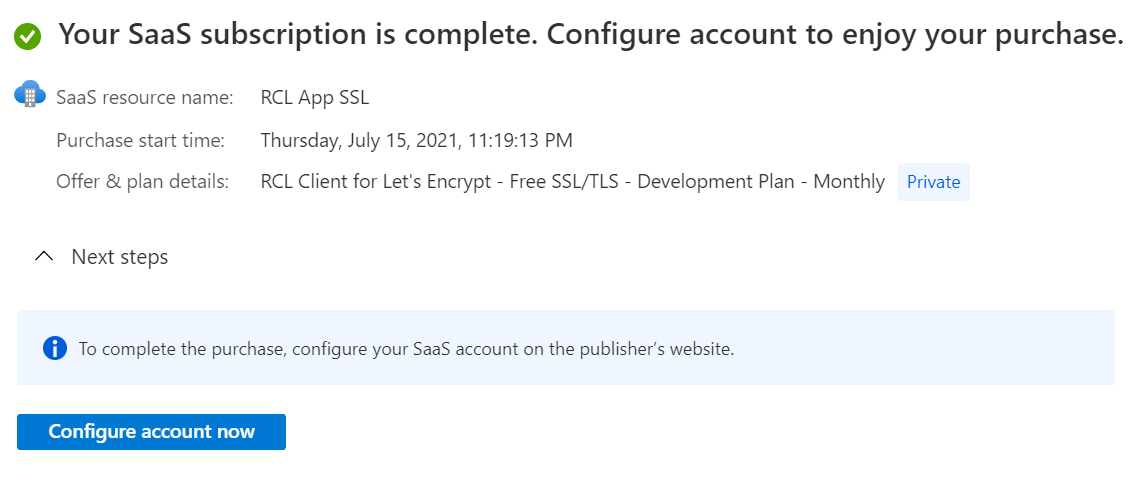 Your SaaS subscription is complete. Configure account to enjoy your purchase.
SaaS resource name: RCL App SSL
Purchase start time: Thursday, July 15, 2021, 11:19:13 PM
Offer & plan details: RCL Client for Let's Encrypt - Free SSL/TLS - Development Plan - Monthly Private
Next steps
To complete the purchase, configure your SaaS account on the publisher’s website.
Configure account now